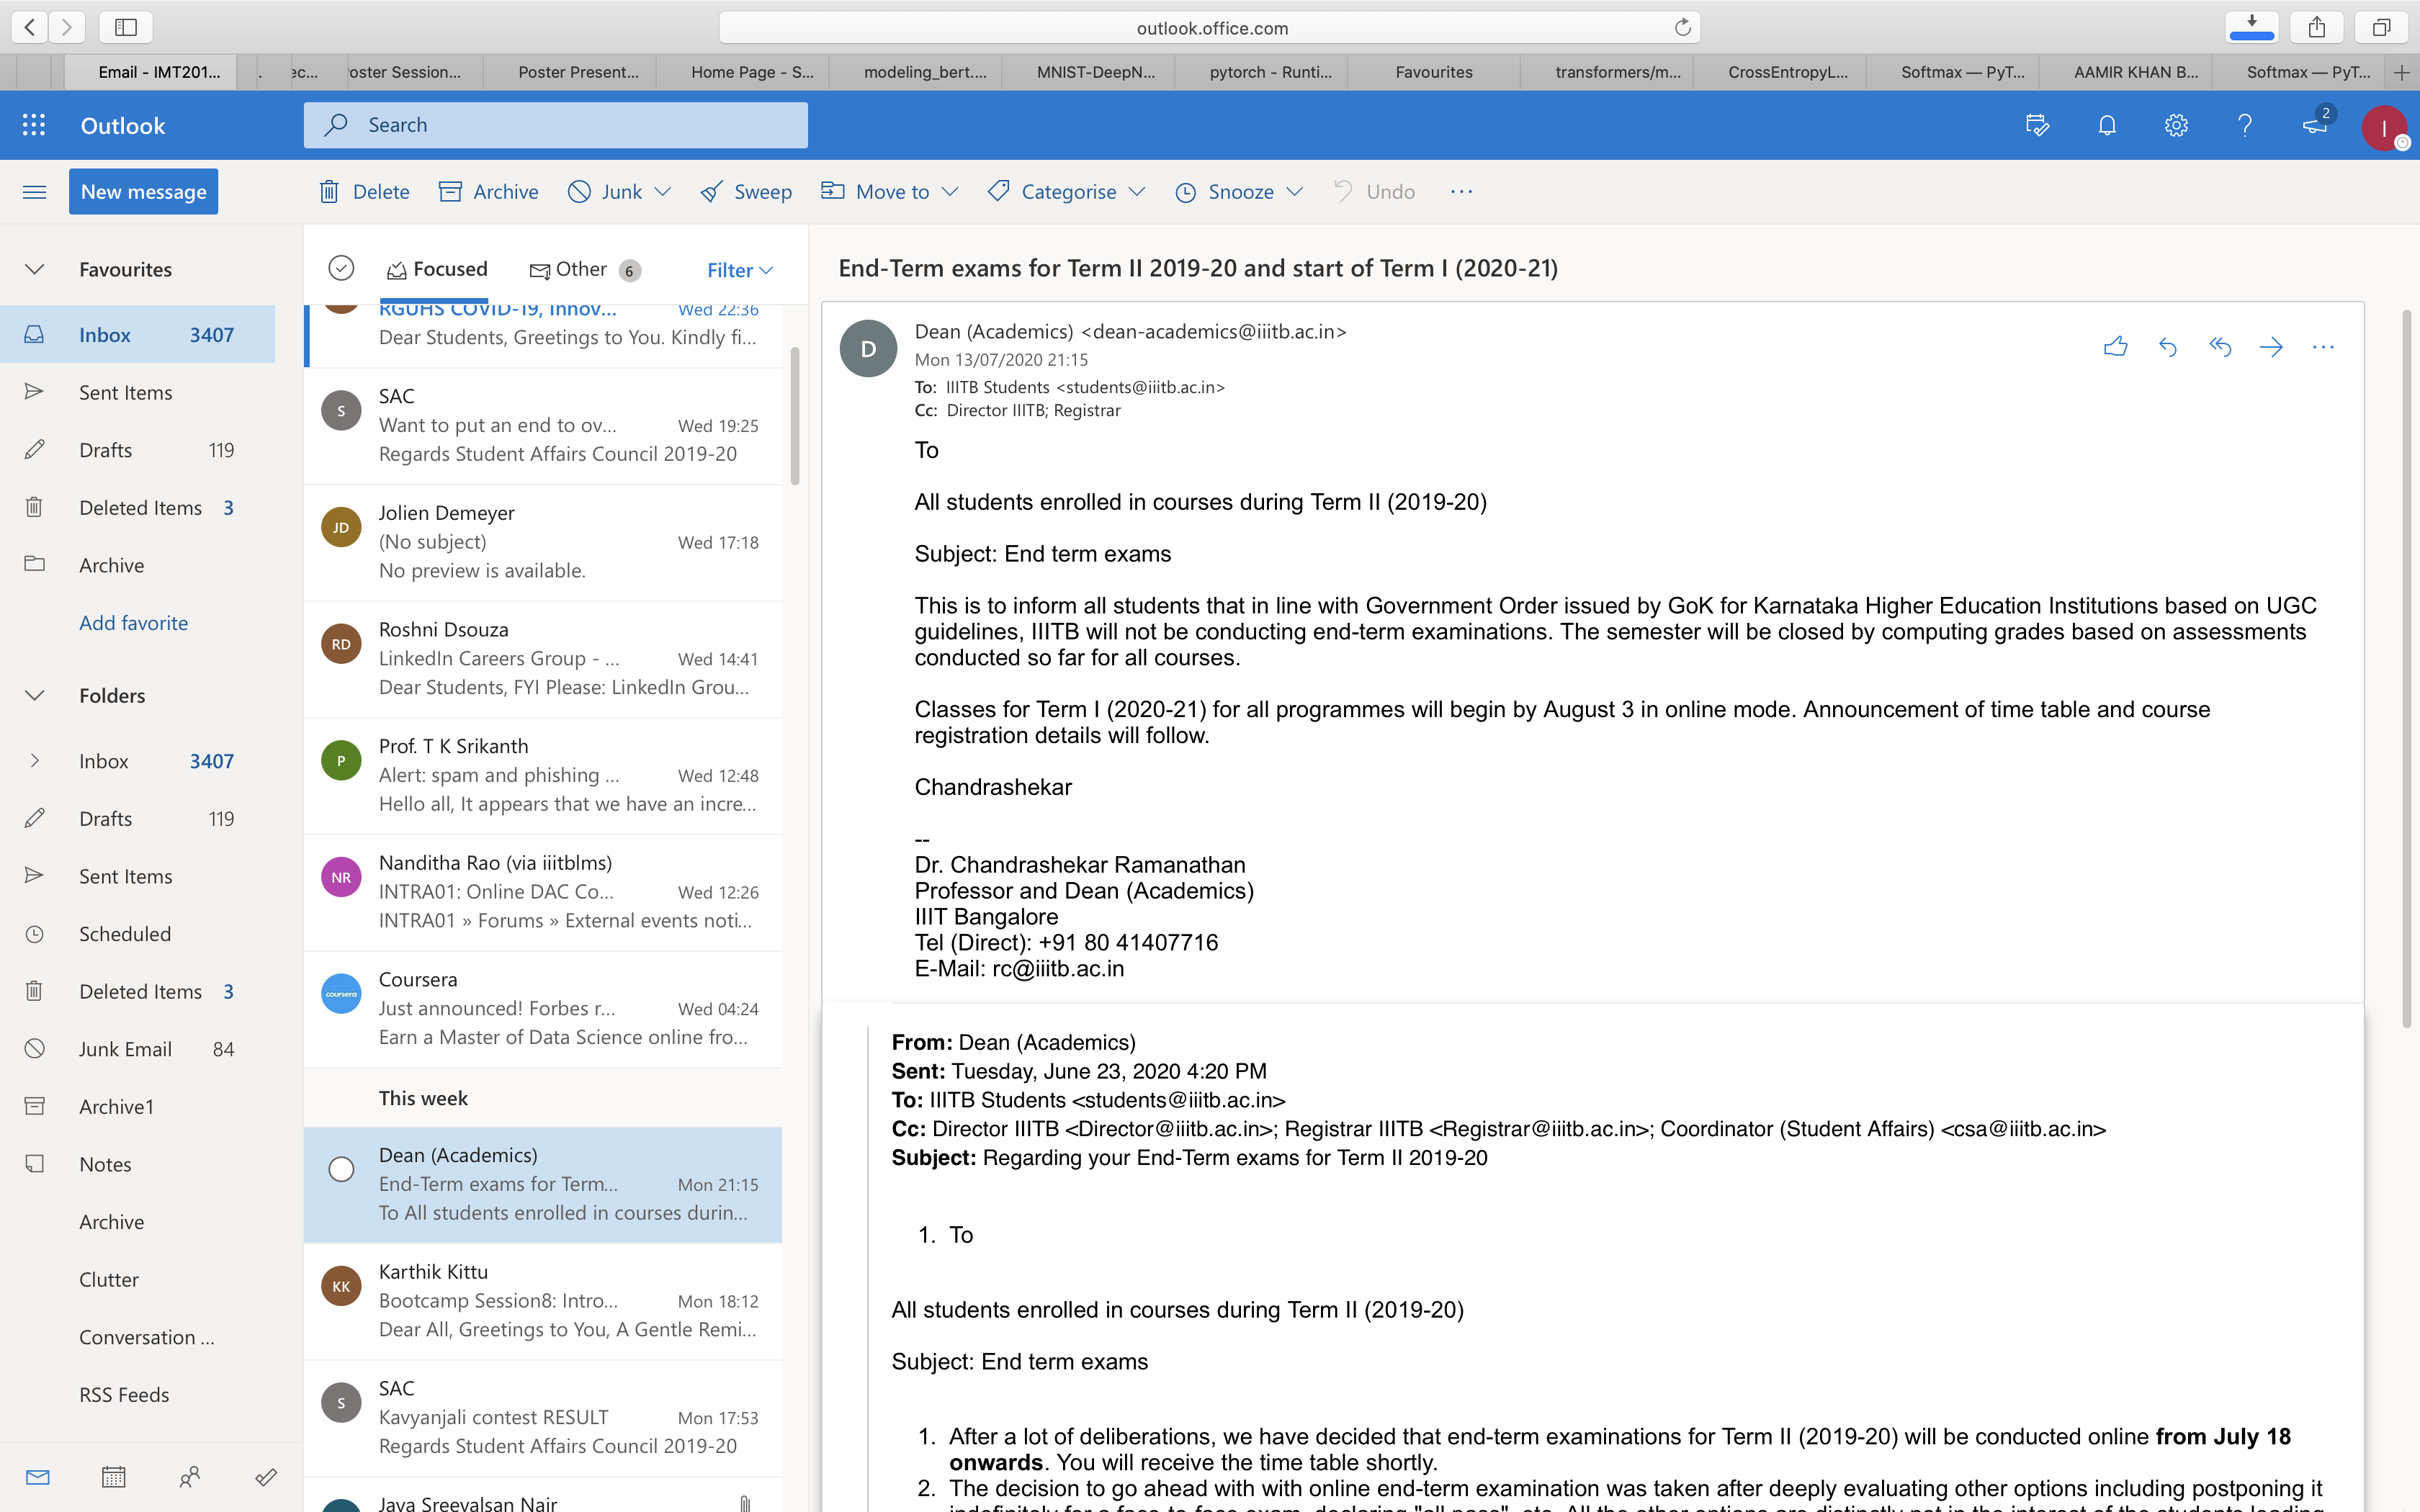 outlook.office.com
Email - IMT201...
ec...
oster Session...
Poster Present...
Home Page - S...
modeling_bert....
MNIST-DeepN...
pytorch - Runti...
Favourites
transformers/m...
CrossEntropyL...
Softmax — PyT...
AAMIR KHAN B...
Softmax — PyT...
Outlook
Search
2
I
New message
Delete
Archive
Junk
Sweep
Move to
Categorise
Snooze
Undo
Favourites
Inbox 3407
Sent Items
Drafts 119
Deleted Items 3
Archive
Add favorite
Folders
Inbox 3407
Drafts 119
Sent Items
Scheduled
Deleted Items 3
Junk Email 84
Archive1
Notes
Archive
Clutter
Conversation ...
RSS Feeds
Focused
Other 6
Filter
RGUHS COVID-19, Innov... Wed 22:36
Dear Students, Greetings to You. Kindly fi...
S
SAC
Want to put an end to ov... Wed 19:25
Regards Student Affairs Council 2019-20
JD
Jolien Demeyer
(No subject) Wed 17:18
No preview is available.
RD
Roshni Dsouza
LinkedIn Careers Group - ... Wed 14:41
Dear Students, FYI Please: LinkedIn Grou...
P
Prof. T K Srikanth
Alert: spam and phishing ... Wed 12:48
Hello all, It appears that we have an incre...
NR
Nanditha Rao (via iiitblms)
INTRA01: Online DAC Co... Wed 12:26
INTRA01 » Forums » External events noti...
coursera
Coursera
Just announced! Forbes r... Wed 04:24
Earn a Master of Data Science online fro...
This week
Dean (Academics)
End-Term exams for Term... Mon 21:15
To All students enrolled in courses durin...
KK
Karthik Kittu
Bootcamp Session8: Intro... Mon 18:12
Dear All, Greetings to You, A Gentle Remi...
S
SAC
Kavyanjali contest RESULT Mon 17:53
Regards Student Affairs Council 2019-20
Jaya Sreevalsan Nair
End-Term exams for Term II 2019-20 and start of Term I (2020-21)
D
Dean (Academics) <dean-academics@iiitb.ac.in>
Mon 13/07/2020 21:15
To: IIITB Students <students@iiitb.ac.in>
Cc: Director IIITB; Registrar
To
All students enrolled in courses during Term II (2019-20)
Subject: End term exams
This is to inform all students that in line with Government Order issued by GoK for Karnataka Higher Education Institutions based on UGC
guidelines, IIITB will not be conducting end-term examinations. The semester will be closed by computing grades based on assessments
conducted so far for all courses.
Classes for Term I (2020-21) for all programmes will begin by August 3 in online mode. Announcement of time table and course
registration details will follow.
Chandrashekar
--
Dr. Chandrashekar Ramanathan
Professor and Dean (Academics)
IIIT Bangalore
Tel (Direct): +91 80 41407716
E-Mail: rc@iiitb.ac.in
From: Dean (Academics)
Sent: Tuesday, June 23, 2020 4:20 PM
To: IIITB Students <students@iiitb.ac.in>
Cc: Director IIITB <Director@iiitb.ac.in>; Registrar IIITB <Registrar@iiitb.ac.in>; Coordinator (Student Affairs) <csa@iiitb.ac.in>
Subject: Regarding your End-Term exams for Term II 2019-20
1. To
All students enrolled in courses during Term II (2019-20)
Subject: End term exams
1. After a lot of deliberations, we have decided that end-term examinations for Term II (2019-20) will be conducted online from July 18
onwards. You will receive the time table shortly.
2. The decision to go ahead with with online end-term examination was taken after deeply evaluating other options including postponing it
indefinitely for a face-to-face exam, declaring "all pass", etc. All the other options are distinctly not in the interest of the students leading